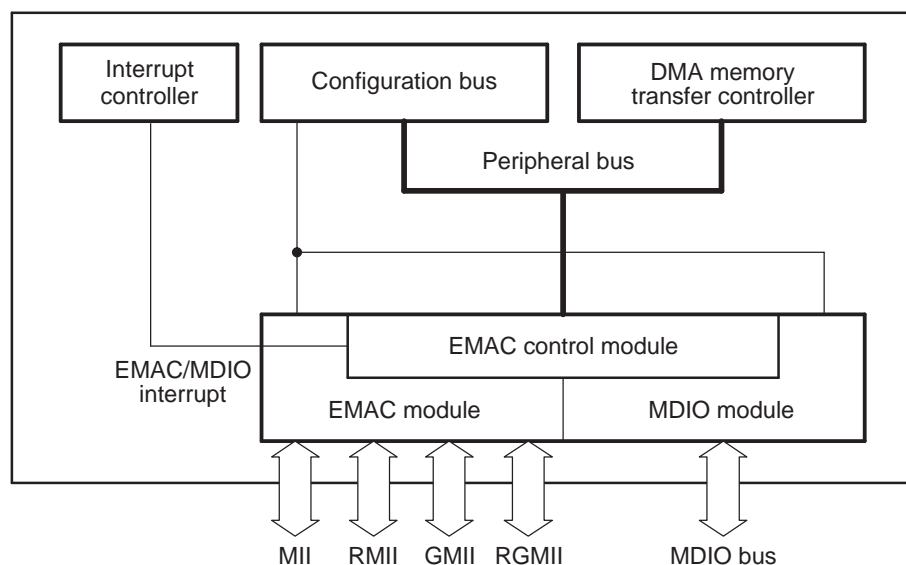 Interrupt
controller
Configuration bus
DMA memory
transfer controller
Peripheral bus
EMAC control module
EMAC/MDIO
interrupt
EMAC module
MDIO module
MII
RMII
GMII
RGMII
MDIO bus